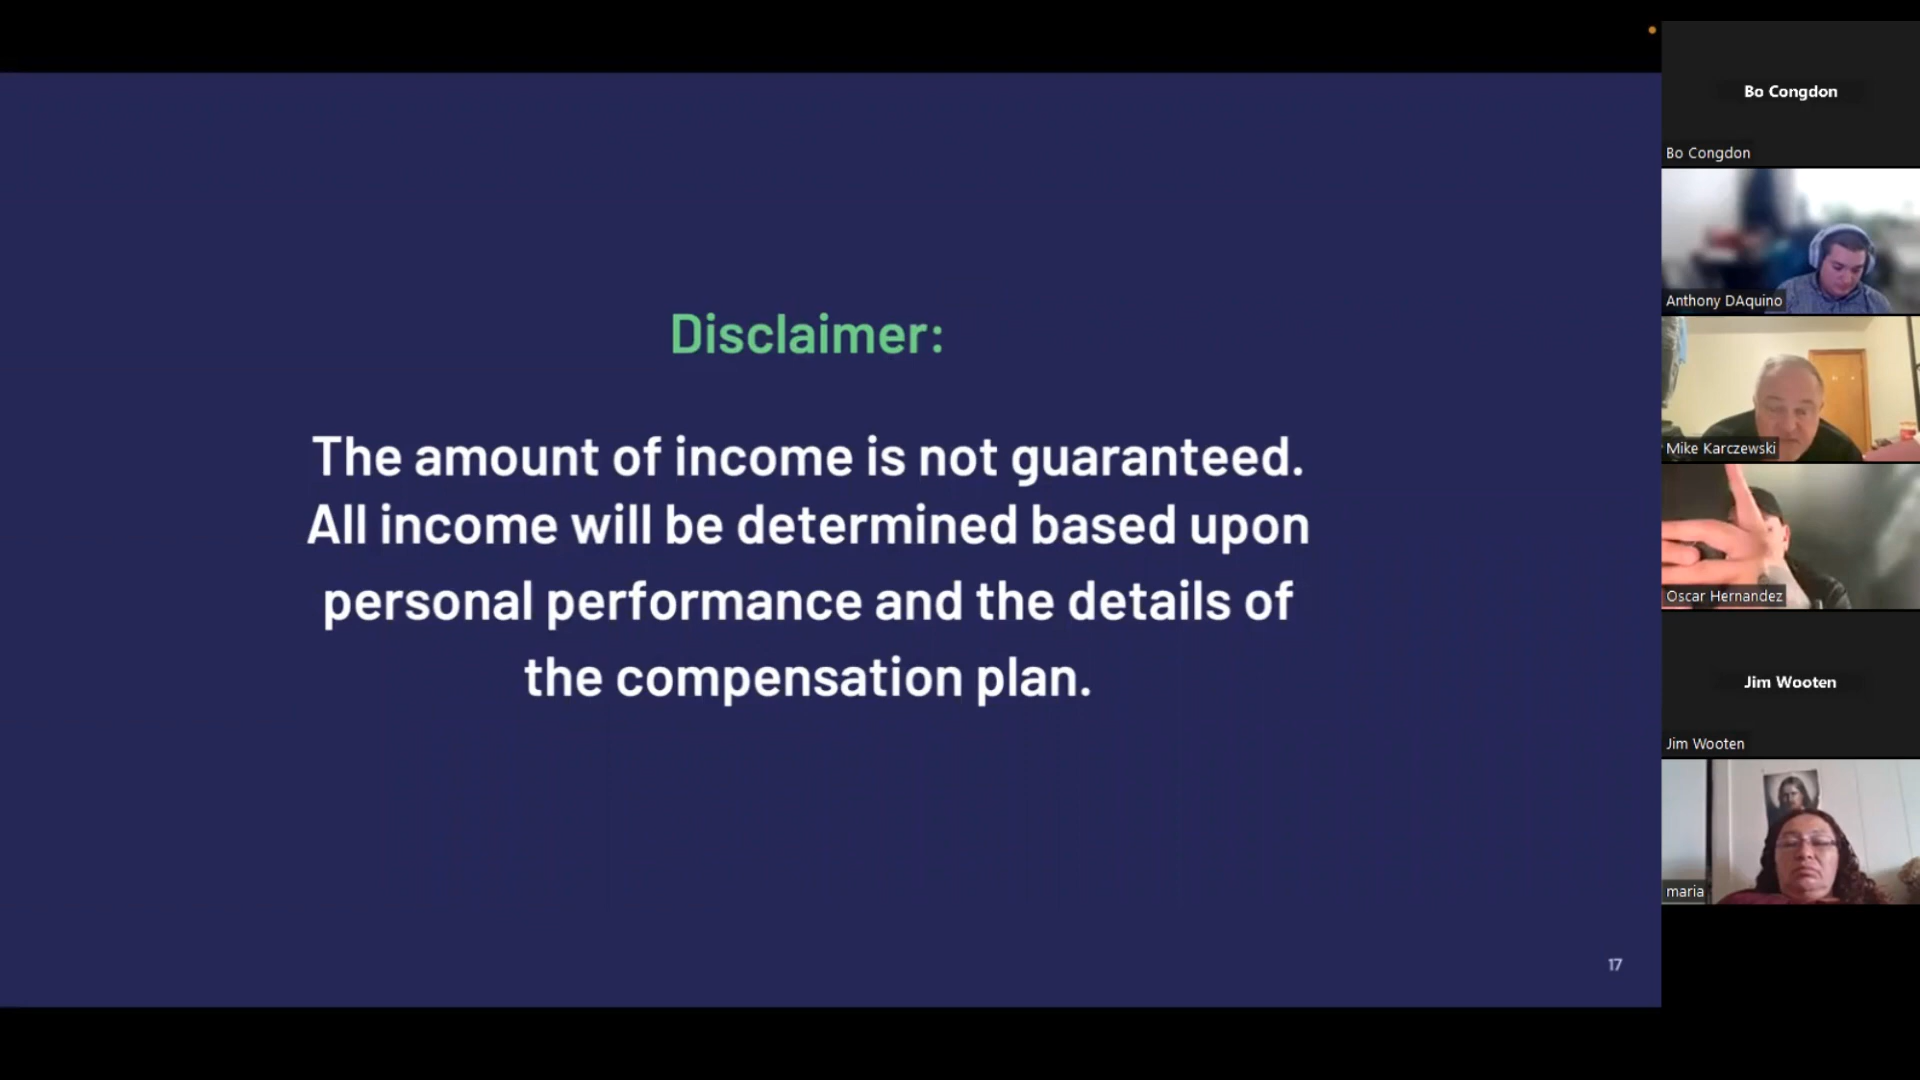 Disclaimer:
The amount of income is not guaranteed.
All income will be determined based upon
personal performance and the details of
the compensation plan.
17
Bo Congdon
Bo Congdon
Anthony DAquino
Mike Karczewski
Oscar Hernandez
Jim Wooten
Jim Wooten
maria